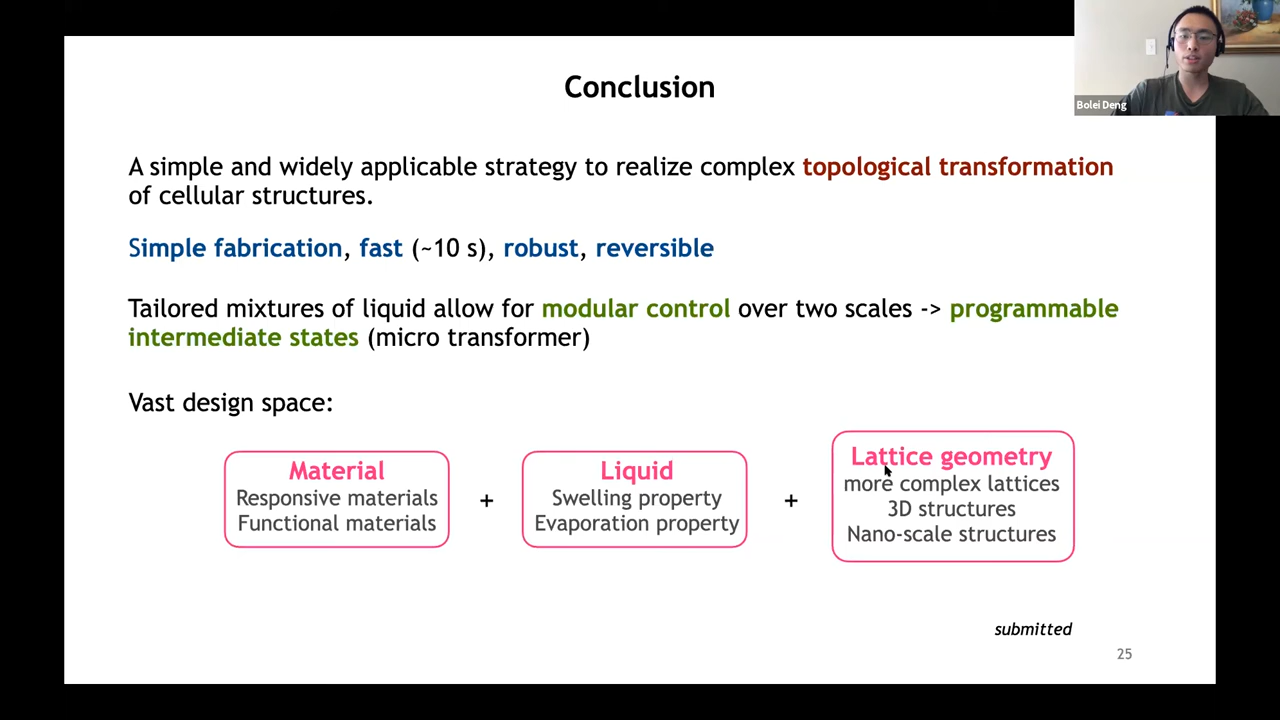 Conclusion
Bolei Deng
A simple and widely applicable strategy to realize complex topological transformation
of cellular structures.
Simple fabrication, fast (~10 s), robust, reversible
Tailored mixtures of liquid allow for modular control over two scales -> programmable
intermediate states (micro transformer)
Vast design space:
Material
Responsive materials
Functional materials
+
Liquid
Swelling property
Evaporation property
+
Lattice geometry
more complex lattices
3D structures
Nano-scale structures
submitted
25